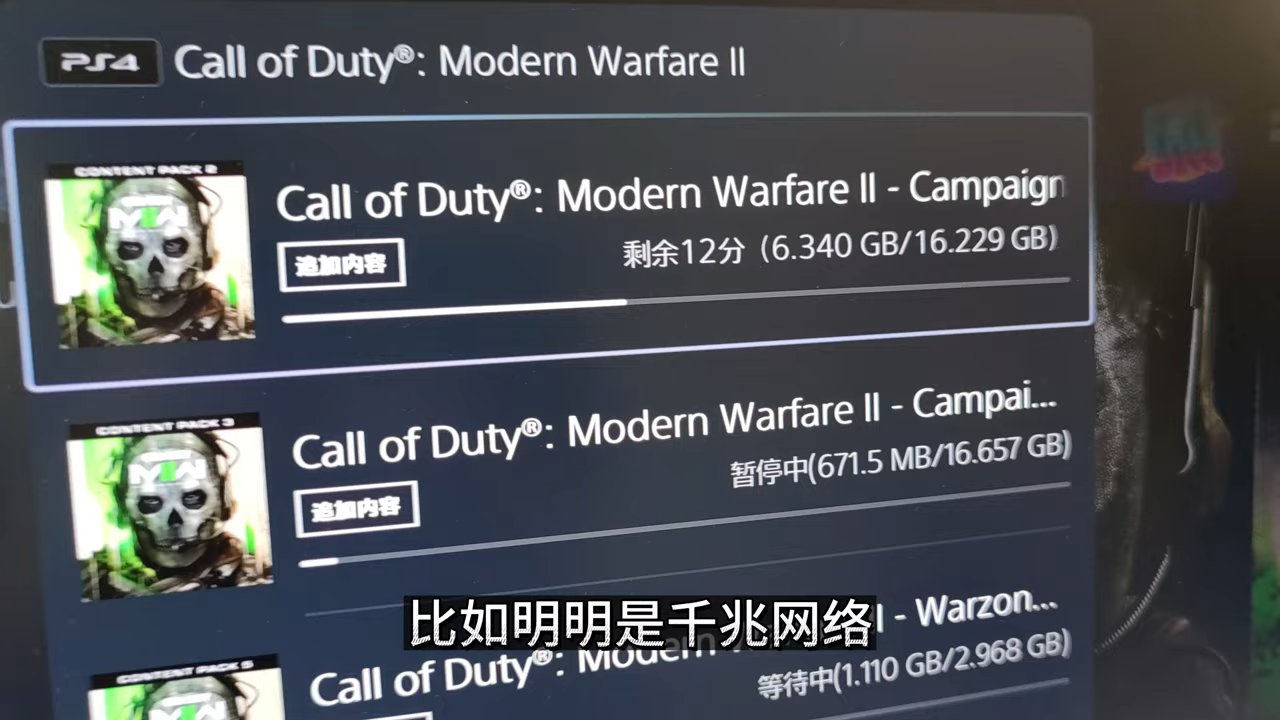 PS4 Call of Duty®: Modern Warfare II
CONTENT PACK 2
Call of Duty®: Modern Warfare II - Campaign
追加内容
剩余12分（6.340 GB/16.229 GB)
CONTENT PACK 3
Call of Duty®: Modern Warfare II - Campai...
追加内容
暂停中(671.5 MB/16.657 GB)
CONTENT PACK 5
Call of Duty®: Modern
I - Warzon...
等待中(1.110 GB/2.968 GB)
比如明明是千兆网络